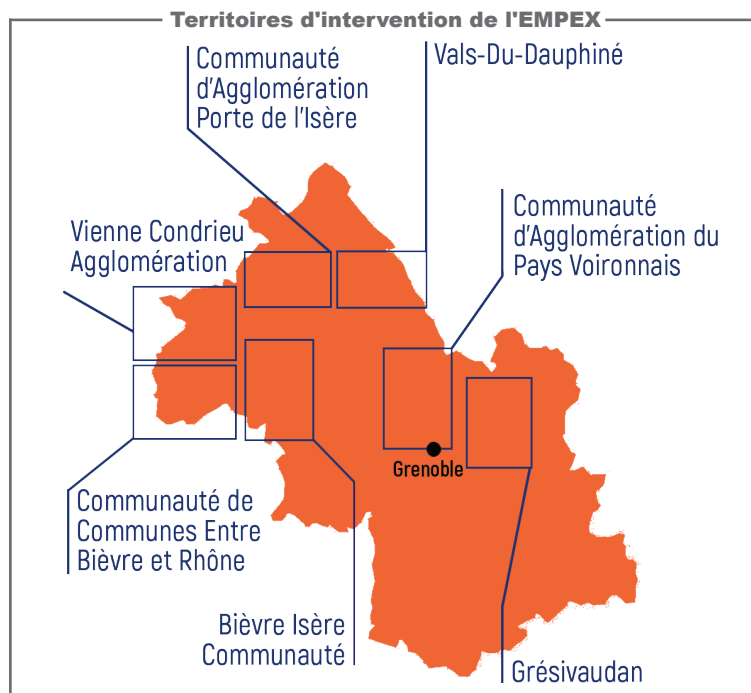 Territoires d'intervention de l'EMPEX
Communauté
d'Agglomération
Porte de l'Isère
Vals-Du-Dauphiné
Communauté
d'Agglomération du
Pays Voironnais
Vienne Condrieu
Agglomération
Grenoble
Communauté de
Communes Entre
Bièvre et Rhône
Bièvre Isère
Communauté
Grésivaudan